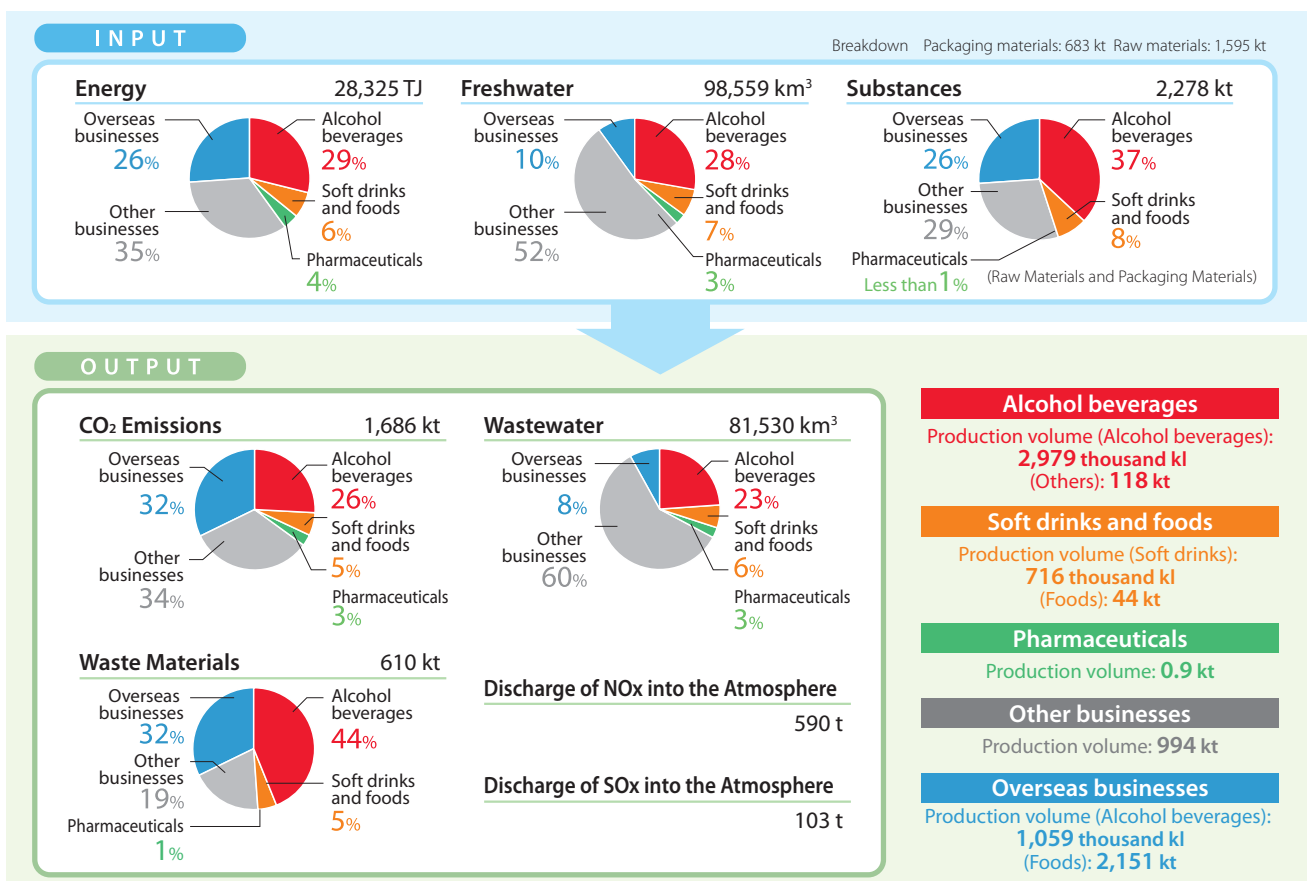 INPUT
Breakdown Packaging materials: 683 kt Raw materials: 1,595 kt
Energy 28,325 TJ
Overseas
businesses
26%
Alcohol
beverages
29%
Soft drinks
and foods
6%
Other
businesses
35%
Pharmaceuticals
4%
Freshwater 98,559 km³
Overseas
businesses
10%
Alcohol
beverages
28%
Soft drinks
and foods
7%
Other
businesses
52%
Pharmaceuticals
3%
Substances 2,278 kt
Overseas
businesses
26%
Alcohol
beverages
37%
Other
businesses
29%
Soft drinks
and foods
8%
Pharmaceuticals
Less than 1%
(Raw Materials and Packaging Materials)
OUTPUT
CO₂ Emissions 1,686 kt
Overseas
businesses
32%
Alcohol
beverages
26%
Soft drinks
and foods
5%
Other
businesses
34%
Pharmaceuticals
3%
Wastewater 81,530 km³
Overseas
businesses
8%
Alcohol
beverages
23%
Soft drinks
and foods
6%
Other
businesses
60%
Pharmaceuticals
3%
Waste Materials 610 kt
Overseas
businesses
32%
Alcohol
beverages
44%
Other
businesses
19%
Soft drinks
and foods
5%
Pharmaceuticals
1%
Discharge of NOx into the Atmosphere
590 t
Discharge of SOx into the Atmosphere
103 t
Alcohol beverages
Production volume (Alcohol beverages):
2,979 thousand kl
(Others): 118 kt
Soft drinks and foods
Production volume (Soft drinks):
716 thousand kl
(Foods): 44 kt
Pharmaceuticals
Production volume: 0.9 kt
Other businesses
Production volume: 994 kt
Overseas businesses
Production volume (Alcohol beverages):
1,059 thousand kl
(Foods): 2,151 kt